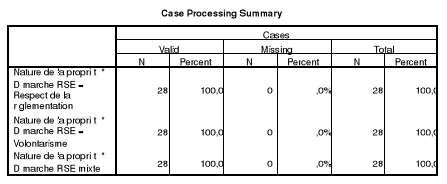 Case Processing Summary
Cases
Valid Missing Total
N Percent N Percent N Percent
Nature de la propri t *
D marche RSE =
Respect de la
r glementation 28 100,0 0 ,0% 28 100,0
Nature de la propri t *
D marche RSE =
Volontarisme 28 100,0 0 ,0% 28 100,0
Nature de la propri t *
D marche RSE mixte 28 100,0 0 ,0% 28 100,0